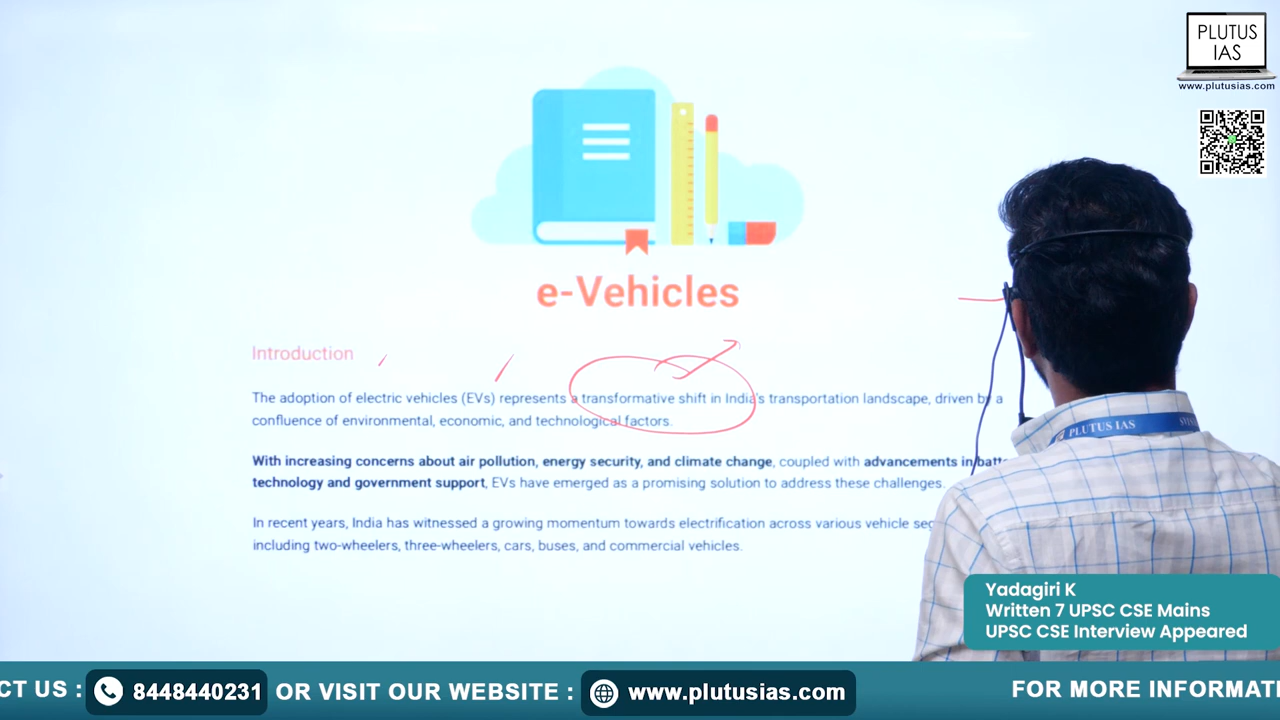 PLUTUS
IAS
www.plutusias.com
e-Vehicles
Introduction
The adoption of electric vehicles (EVs) represents a transformative shift in India's transportation landscape, driven by a
confluence of environmental, economic, and technological factors.
With increasing concerns about air pollution, energy security, and climate change, coupled with advancements in
technology and government support, EVs have emerged as a promising solution to address these challenges.
In recent years, India has witnessed a growing momentum towards electrification across various vehicle
including two-wheelers, three-wheelers, cars, buses, and commercial vehicles.
PLUTUS IAS
Yadagiri K
Written 7 UPSC CSE Mains
UPSC CSE Interview Appeared
CT US : 8448440231 OR VISIT OUR WEBSITE : www.plutusias.com FOR MORE INFORMATI